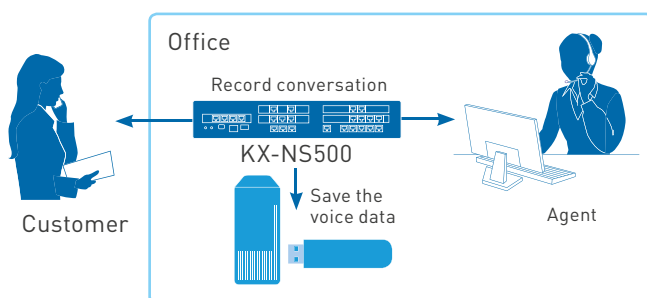 Office
Record conversation
KX-NS500
Save the
voice data
Customer
Agent